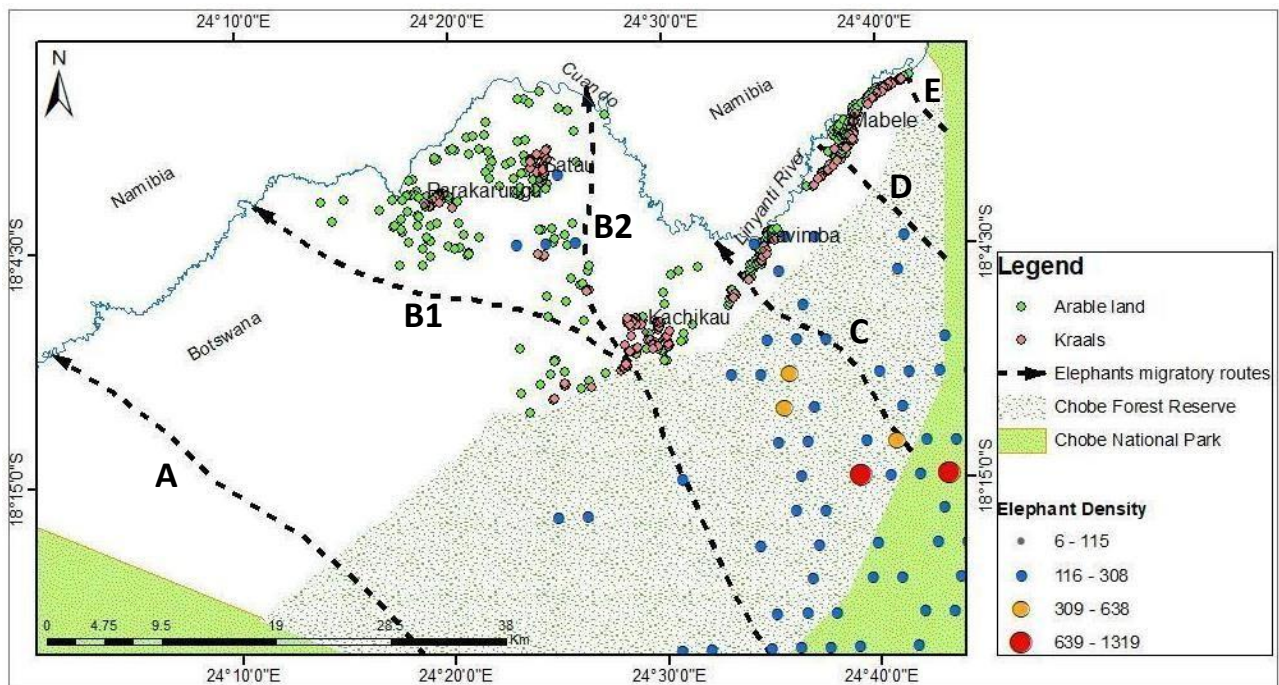 24°10'0"E 24°20'0"E 24°30'0"E 24°40'0"E
N
Cuando
Namibia
E
Mabele
Satau
D
Namibia
Parakarungu
Linyanti River
B2
18°4'30"S
18°4'30"S
B1
Kachikau
Botswana
C
A
18°15'0"S
18°15'0"S
0 4.75 9.5 19 28.5 38
Km
24°10'0"E 24°20'0"E 24°30'0"E 24°40'0"E
Legend
Arable land
Kraals
Elephants migratory routes
Chobe Forest Reserve
Chobe National Park
Elephant Density
6 - 115
116 - 308
309 - 638
639 - 1319